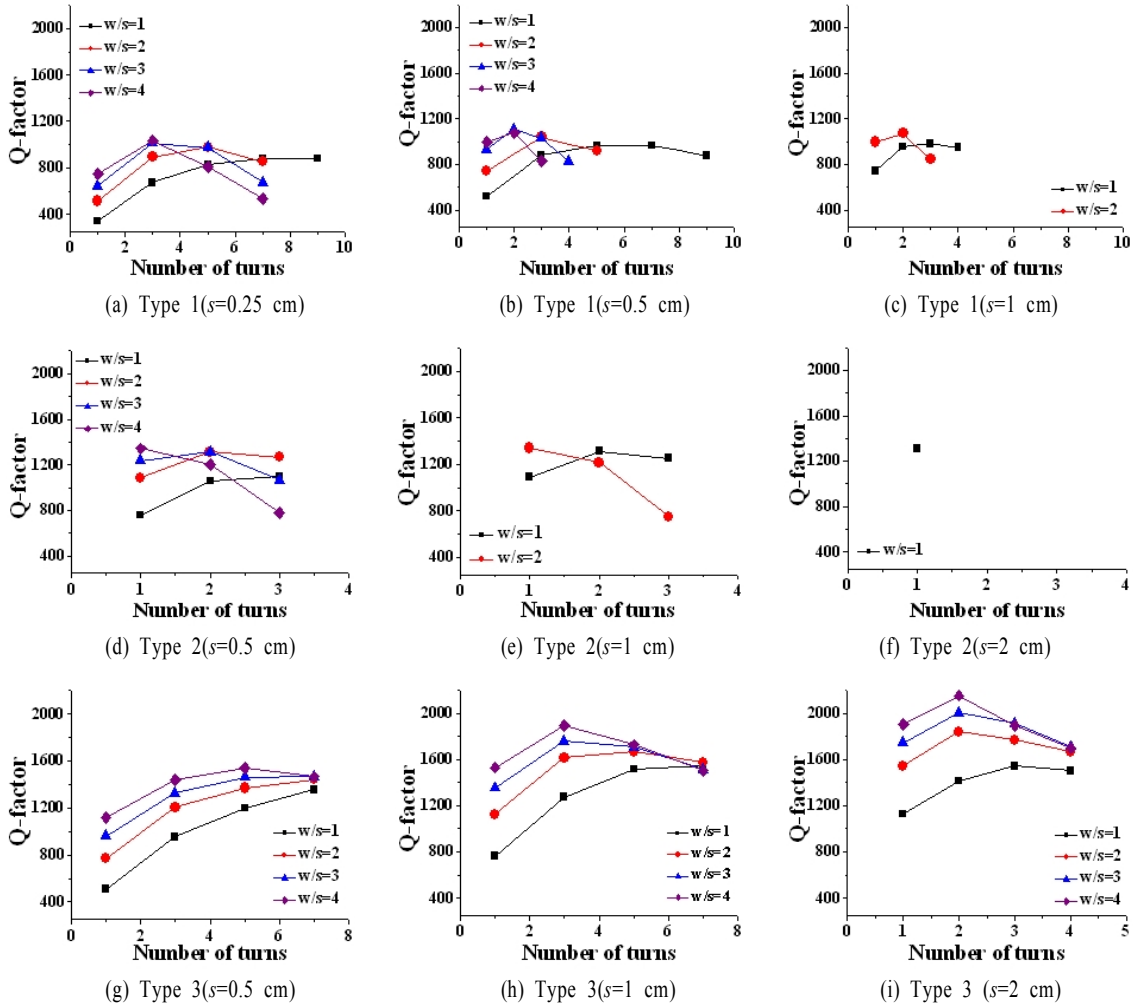 2000
1600
1200
800
400
Q-factor
w/s=1
w/s=2
w/s=3
w/s=4
0 2 4 6 8 10
Number of turns
(a) Type 1(s=0.25 cm)
2000
1600
1200
800
400
Q-factor
w/s=1
w/s=2
w/s=3
w/s=4
0 2 4 6 8 10
Number of turns
(b) Type 1(s=0.5 cm)
2000
1600
1200
800
400
Q-factor
w/s=1
w/s=2
0 2 4 6 8 10
Number of turns
(c) Type 1(s=1 cm)
2000
1600
1200
800
400
Q-factor
w/s=1
w/s=2
w/s=3
w/s=4
0 1 2 3 4
Number of turns
(d) Type 2(s=0.5 cm)
2000
1600
1200
800
400
Q-factor
w/s=1
w/s=2
0 1 2 3 4
Number of turns
(e) Type 2(s=1 cm)
2000
1600
1200
800
400
Q-factor
w/s=1
0 1 2 3 4
Number of turns
(f) Type 2(s=2 cm)
2000
1600
1200
800
400
Q-factor
w/s=1
w/s=2
w/s=3
w/s=4
0 2 4 6 8
Number of turns
(g) Type 3(s=0.5 cm)
2000
1600
1200
800
400
Q-factor
w/s=1
w/s=2
w/s=3
w/s=4
0 2 4 6 8
Number of turns
(h) Type 3(s=1 cm)
2000
1600
1200
800
400
Q-factor
w/s=1
w/s=2
w/s=3
w/s=4
0 1 2 3 4 5
Number of turns
(i) Type 3 (s=2 cm)